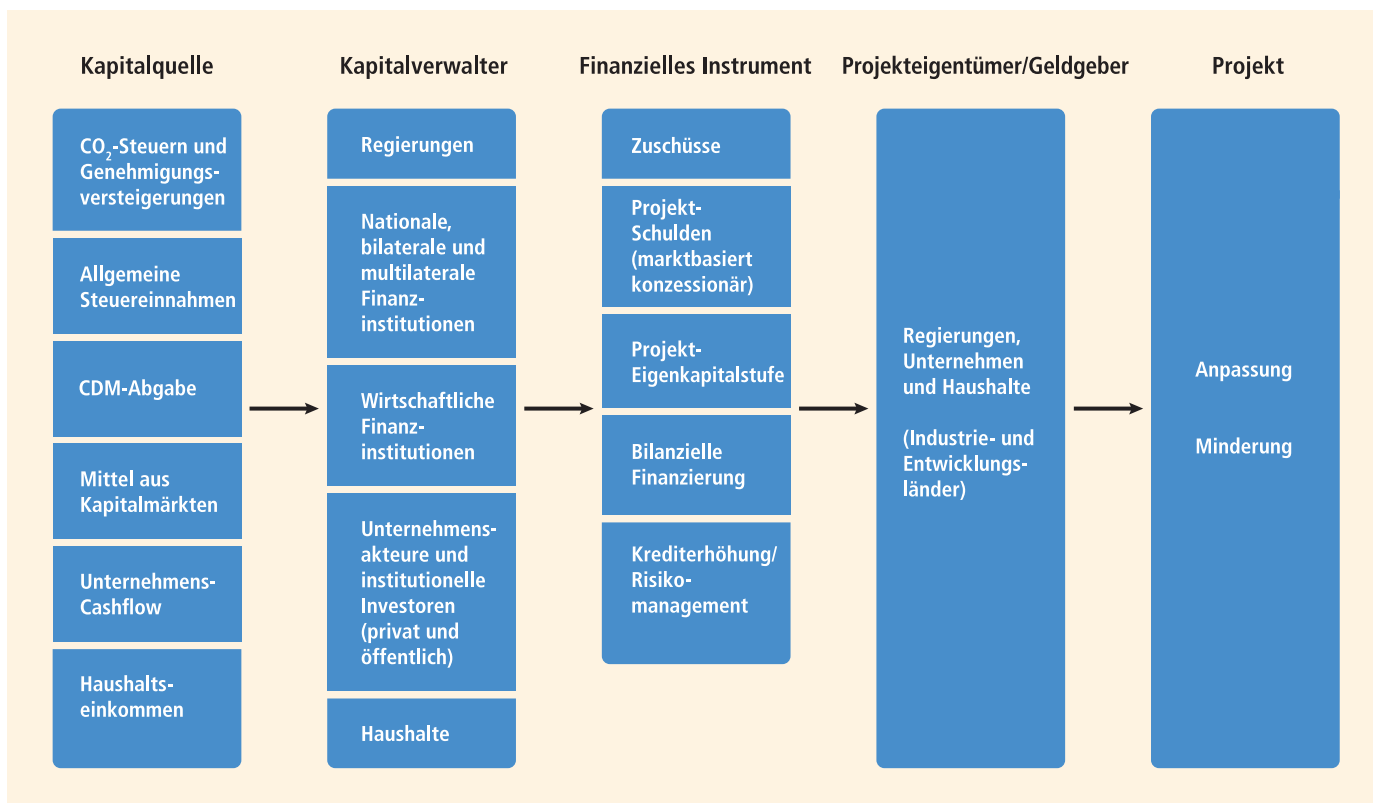 Kapitalquelle
CO₂-Steuern und
Genehmigungs-
versteigerungen
Allgemeine
Steuereinnahmen
CDM-Abgabe
Mittel aus
Kapitalmärkten
Unternehmens-
Cashflow
Haushalts-
einkommen
Kapitalverwalter
Regierungen
Nationale,
bilaterale und
multilaterale
Finanz-
institutionen
Wirtschaftliche
Finanz-
institutionen
Unternehmens-
akteure und
institutionelle
Investoren
(privat und
öffentlich)
Haushalte
Finanzielles Instrument
Zuschüsse
Projekt-
Schulden
(marktbasiert
konzessionär)
Projekt-
Eigenkapitalstufe
Bilanzielle
Finanzierung
Krediterhöhung/
Risiko-
management
Projekteigentümer/Geldgeber
Regierungen,
Unternehmen
und Haushalte
(Industrie- und
Entwicklungs-
länder)
Projekt
Anpassung
Minderung